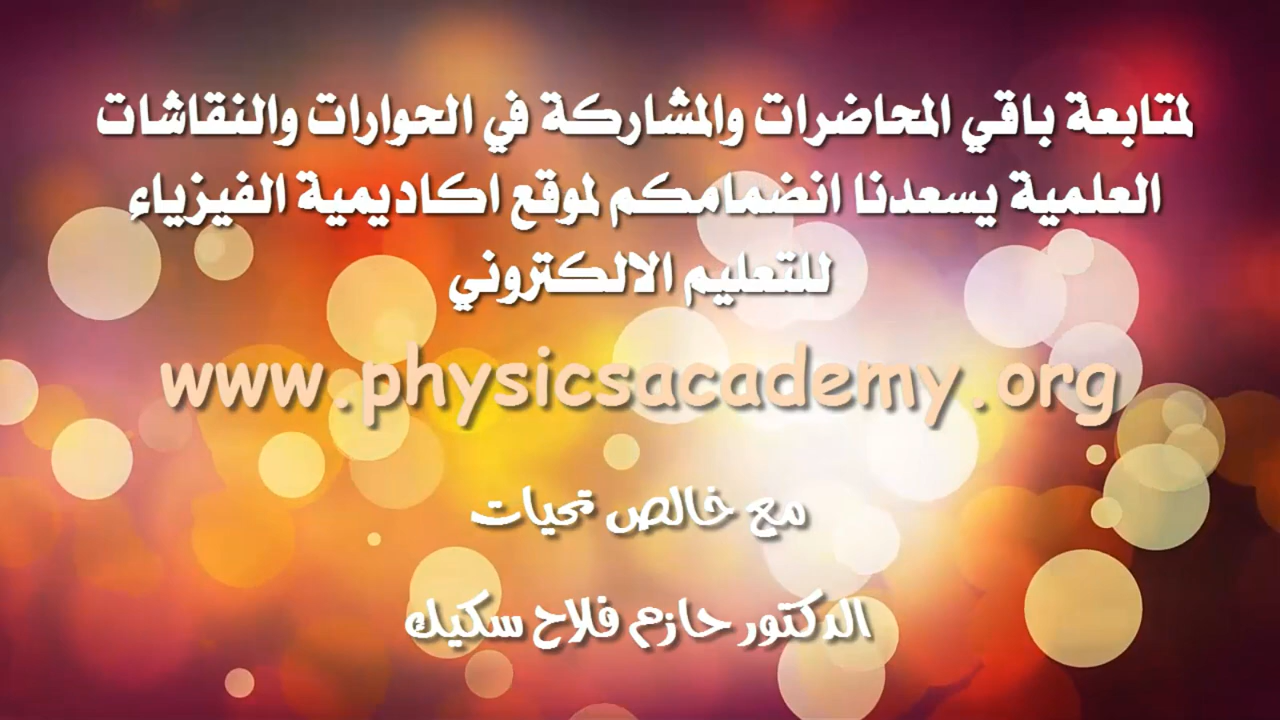 لمتابعة باقي المحاضرات والمشاركة في الحوارات والنقاشات
العلمية يسعدنا انضمامكم لموقع اكاديمية الفيزياء
للتعليم الالكتروني
www.physicsacademy.org
مع خالص تحيات
الدكتور حازم فلاح سكيك